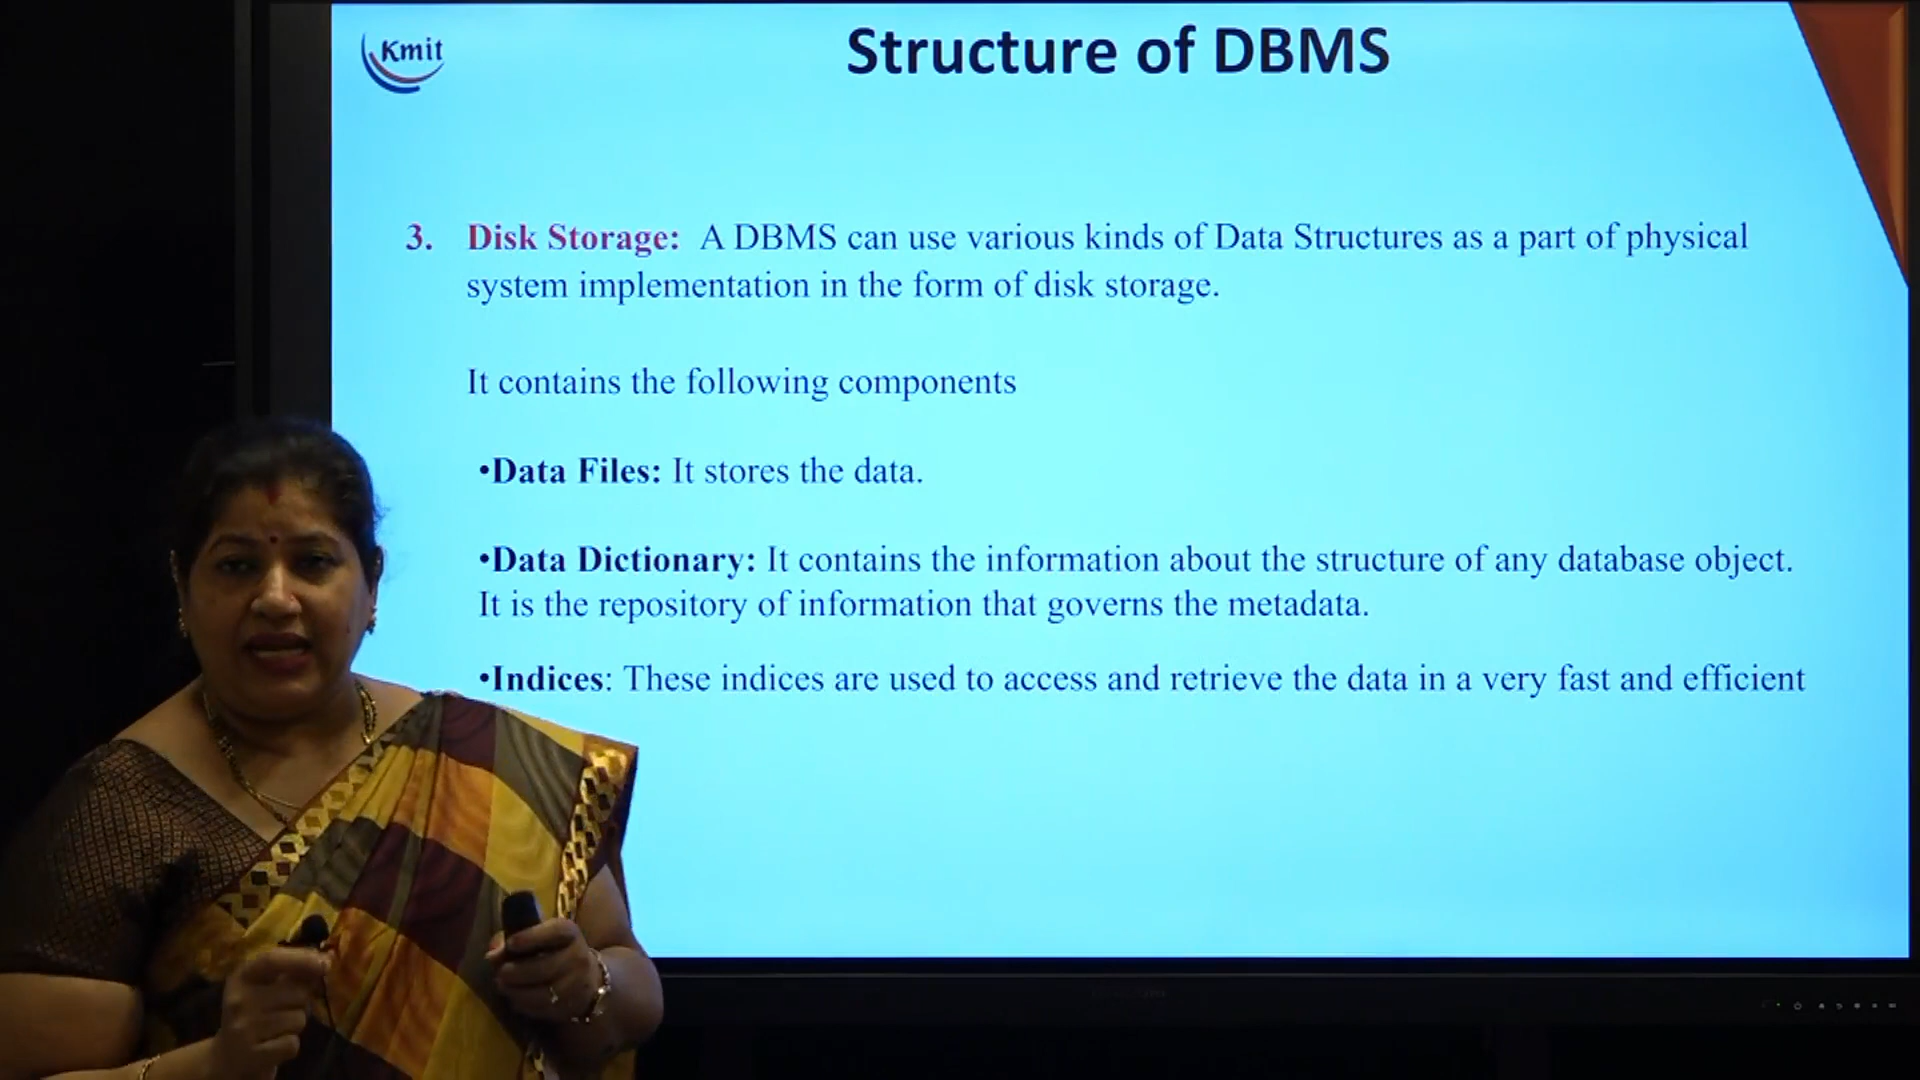 Kmit
Structure of DBMS
3. Disk Storage: A DBMS can use various kinds of Data Structures as a part of physical
system implementation in the form of disk storage.
It contains the following components
•Data Files: It stores the data.
•Data Dictionary: It contains the information about the structure of any database object.
It is the repository of information that governs the metadata.
•Indices: These indices are used to access and retrieve the data in a very fast and efficient